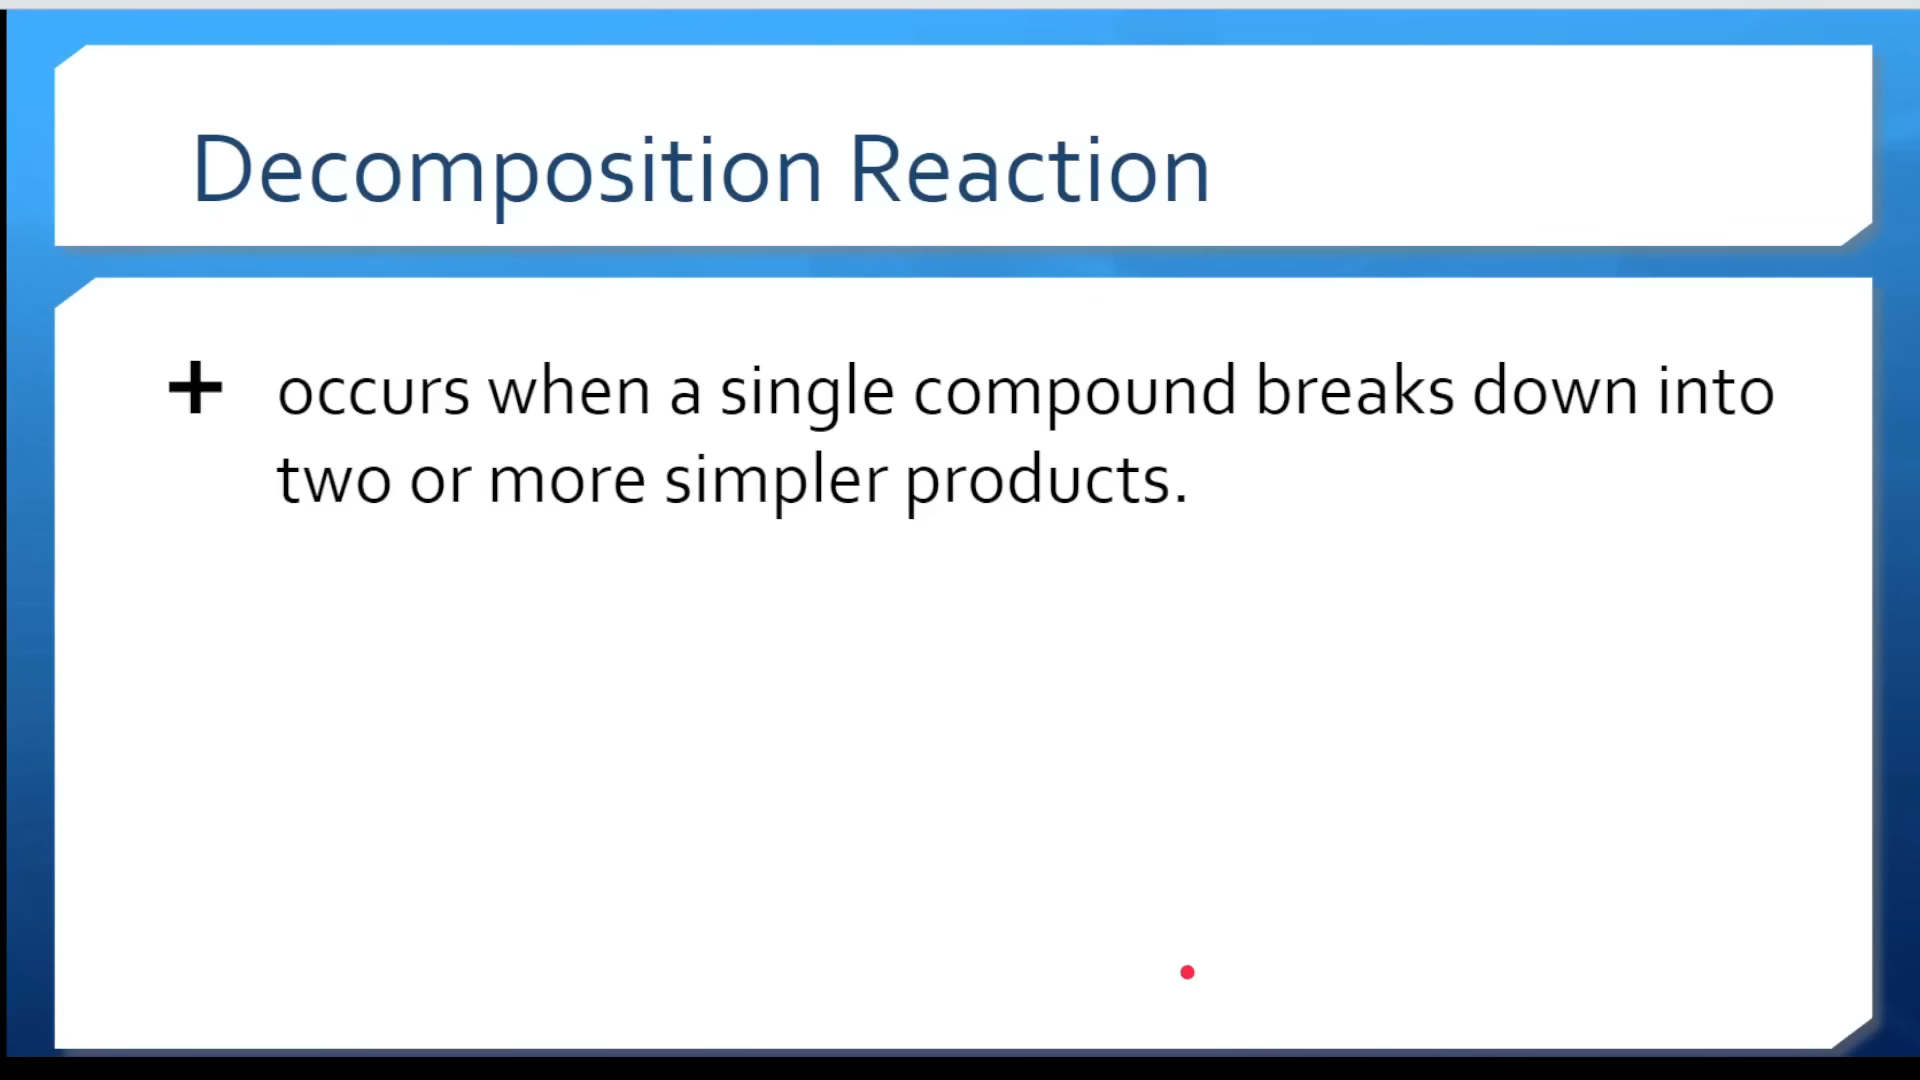 Decomposition Reaction
+ occurs when a single compound breaks down into
two or more simpler products.